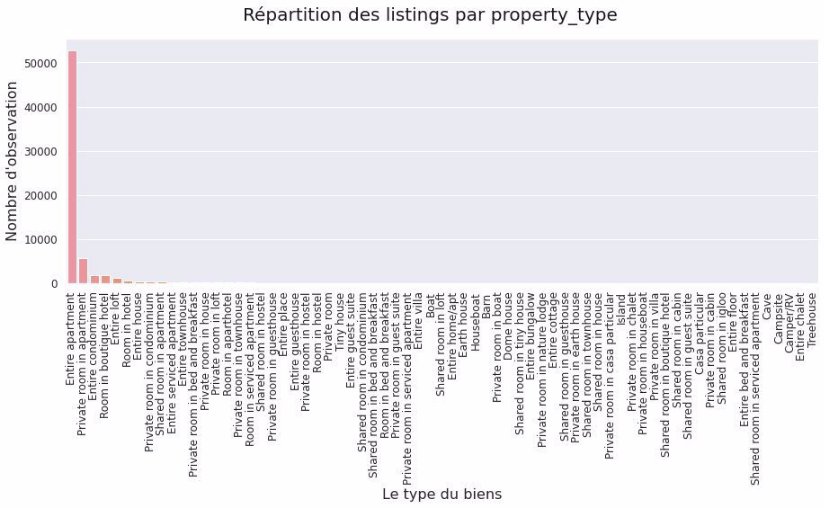 Répartition des listings par property_type
Nombre d'observation
50000
40000
30000
20000
10000
0
Entire apartment
Private room in apartment
Entire condominium
Room in boutique hotel
Entire loft
Room in hotel
Entire house
Private room in condominium
Shared room in apartment
Entire serviced apartment
Entire townhouse
Private room in bed and breakfast
Private room in house
Private room in loft
Room in aparthotel
Private room in townhouse
Room in serviced apartment
Shared room in hostel
Private room in guesthouse
Entire place
Entire guesthouse
Private room in hostel
Room in hostel
Private room
Tiny house
Entire guest suite
Shared room in condominium
Shared room in bed and breakfast
Room in bed and breakfast
Private room in guest suite
Private room in serviced apartment
Entire villa
Boat
Shared room in loft
Entire home/apt
Earth house
Houseboat
Barn
Private room in boat
Dome house
Shared room in tiny house
Entire bungalow
Private room in nature lodge
Entire cottage
Shared room in guesthouse
Private room in earth house
Shared room in townhouse
Shared room in house
Private room in casa particular
Island
Private room in chalet
Private room in houseboat
Private room in villa
Shared room in boutique hotel
Shared room in cabin
Shared room in guest suite
Casa particular
Private room in cabin
Shared room in igloo
Entire floor
Entire bed and breakfast
Shared room in serviced apartment
Cave
Campsite
Camper/RV
Entire chalet
Treehouse
Le type du biens